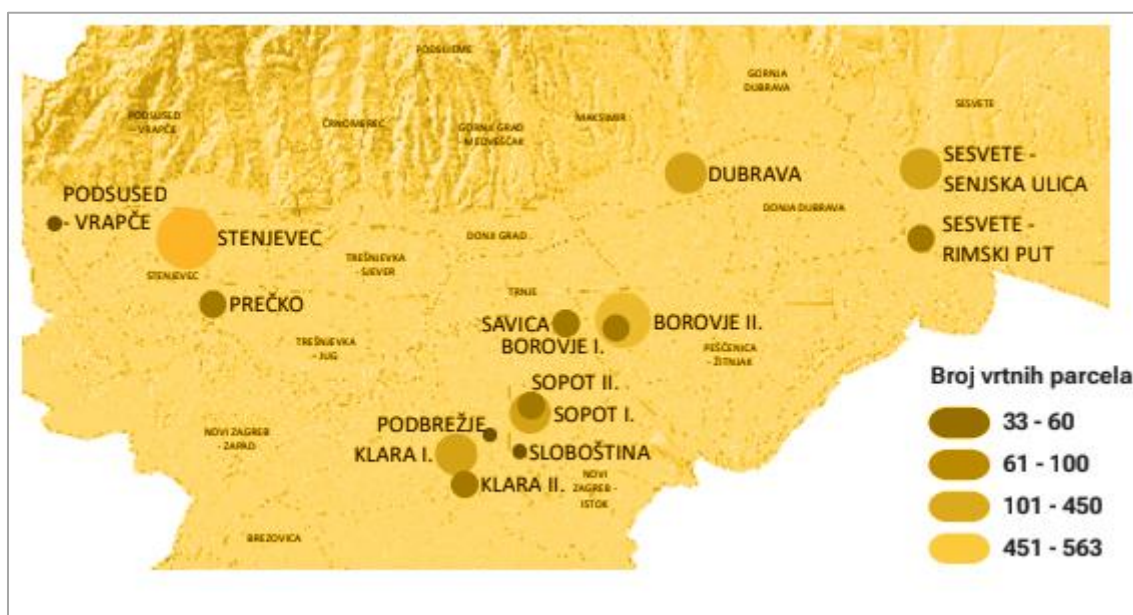 PODSLJEME
GORNJA
DUBRAVA
PODSUSED
- VRAPČE
ČRNOMEREC
GORNJI GRAD
- MEDVEŠČAK
MAKSIMIR
SESVETE
DUBRAVA
SESVETE -
SENJSKA ULICA
PODSUSED
- VRAPČE
STENJEVEC
DONJI GRAD
DONJA DUBRAVA
SESVETE -
RIMSKI PUT
STENJEVEC
TREŠNJEVKA
- SJEVER
PREČKO
TRNJE
SAVICA
BOROVJE I.
BOROVJE II.
TREŠNJEVKA
- JUG
PEŠČENICA
- ŽITNJAK
SOPOT II.
SOPOT I.
PODBREŽJE
KLARA I.
SLOBOŠTINA
NOVI ZAGREB
- ZAPAD
KLARA II.
NOVI
ZAGREB -
ISTOK
BREZOVICA
Broj vrtnih parcela
33 - 60
61 - 100
101 - 450
451 - 563